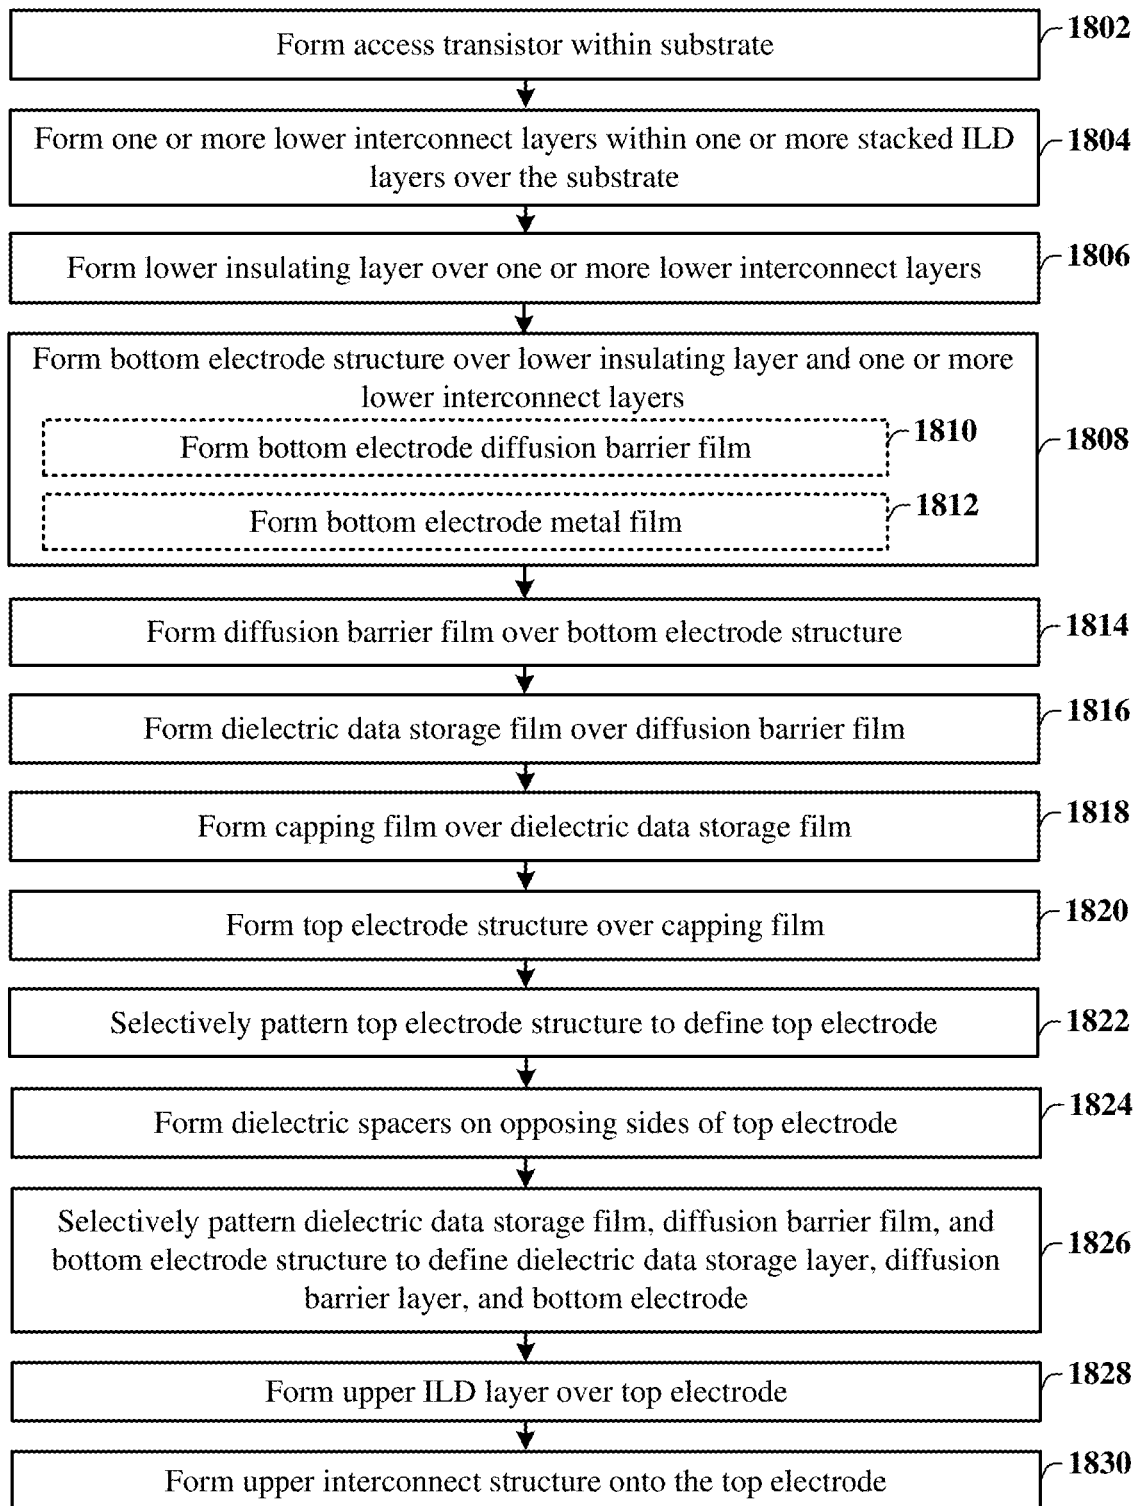 Form access transistor within substrate
1802
Form one or more lower interconnect layers within one or more stacked ILD
layers over the substrate
1804
Form lower insulating layer over one or more lower interconnect layers
1806
Form bottom electrode structure over lower insulating layer and one or more
lower interconnect layers
1808
Form bottom electrode diffusion barrier film
1810
Form bottom electrode metal film
1812
Form diffusion barrier film over bottom electrode structure
1814
Form dielectric data storage film over diffusion barrier film
1816
Form capping film over dielectric data storage film
1818
Form top electrode structure over capping film
1820
Selectively pattern top electrode structure to define top electrode
1822
Form dielectric spacers on opposing sides of top electrode
1824
Selectively pattern dielectric data storage film, diffusion barrier film, and
bottom electrode structure to define dielectric data storage layer, diffusion
barrier layer, and bottom electrode
1826
Form upper ILD layer over top electrode
1828
Form upper interconnect structure onto the top electrode
1830